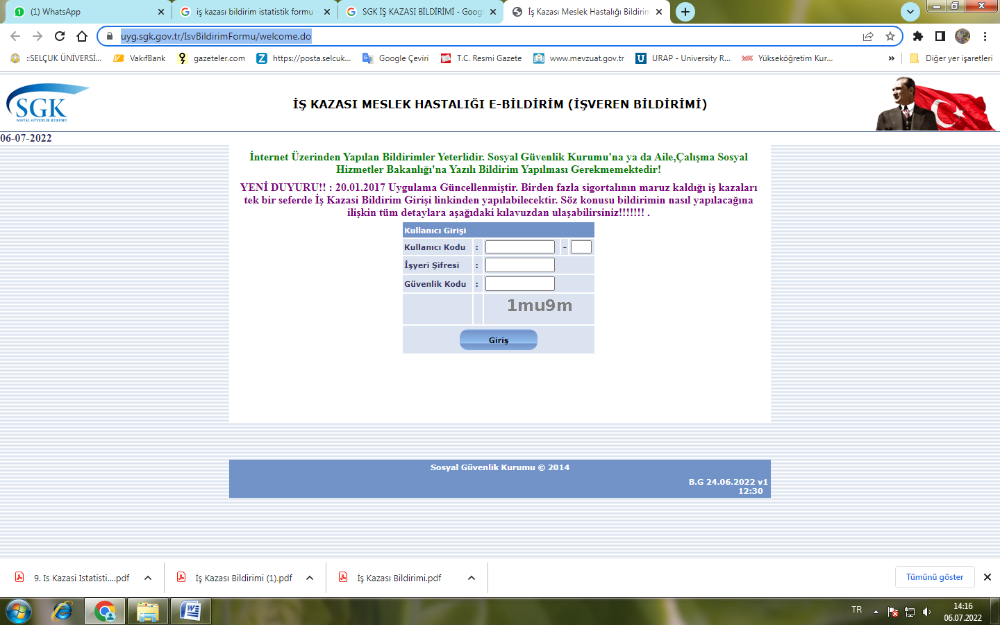 (1) WhatsApp
iş kazası bildirim istatistik formu
SGK İŞ KAZASI BİLDİRİMİ - Goog
İş Kazası Meslek Hastalığı Bildirim
uyg.sgk.gov.tr/IsvBildirimFormu/welcome.do
::SELÇUK ÜNİVERSİ...
VakıfBank
gazeteler.com
https://posta.selcuk...
Google Çeviri
T.C. Resmi Gazete
www.mevzuat.gov.tr
URAP - University R...
Yükseköğretim Kur...
»
Diğer yer işaretleri
SGK
SOSYAL GÜVENLİK KURUMU
İŞ KAZASI MESLEK HASTALIĞI E-BİLDİRİM (İŞVEREN BİLDİRİMİ)
06-07-2022
İnternet Üzerinden Yapılan Bildirimler Yeterlidir. Sosyal Güvenlik Kurumu'na ya da Aile,Çalışma Sosyal
Hizmetler Bakanlığı'na Yazılı Bildirim Yapılması Gerekmemektedir!
YENİ DUYURU!! : 20.01.2017 Uygulama Güncellenmiştir. Birden fazla sigortalının maruz kaldığı iş kazaları
tek bir seferde İş Kazasi Bildirim Girişi linkinden yapılabilecektir. Söz konusu bildirimin nasıl yapılacağına
ilişkin tüm detaylara aşağıdaki kılavuzdan ulaşabilirsiniz!!!!!!! .
Kullanıcı Girişi
Kullanıcı Kodu : -
İşyeri Şifresi :
Güvenlik Kodu :
1mu9m
Giriş
Sosyal Güvenlik Kurumu © 2014
B.G 24.06.2022 v1
12:30
9. Is Kazasi Istatisti....pdf
İş Kazası Bildirimi (1).pdf
İş Kazası Bildirimi.pdf
Tümünü göster
TR
14:16
06.07.2022